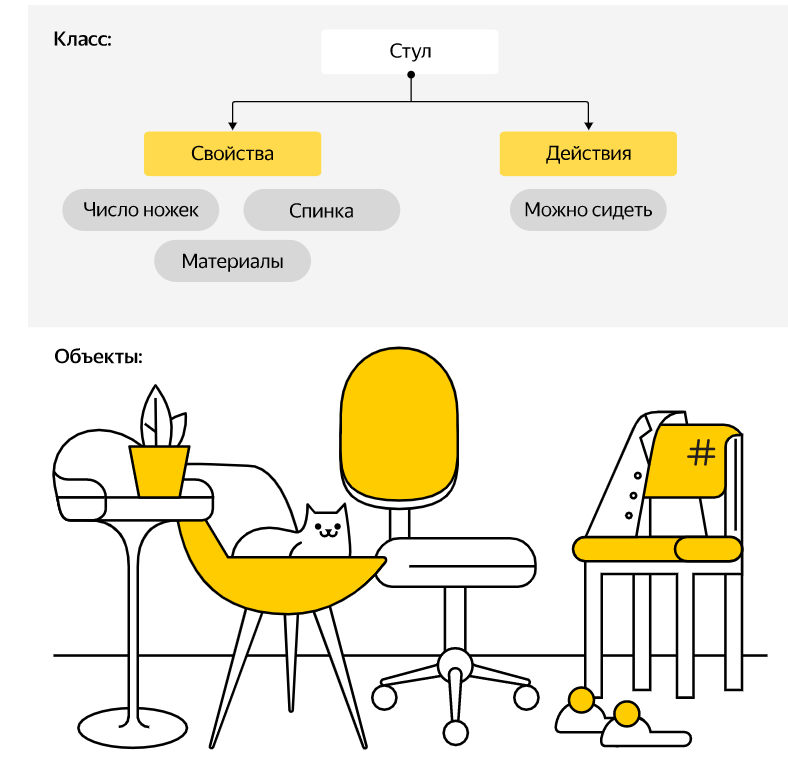 Класс:
Стул
Свойства
Действия
Число ножек
Спинка
Можно сидеть
Материалы
Объекты:
#